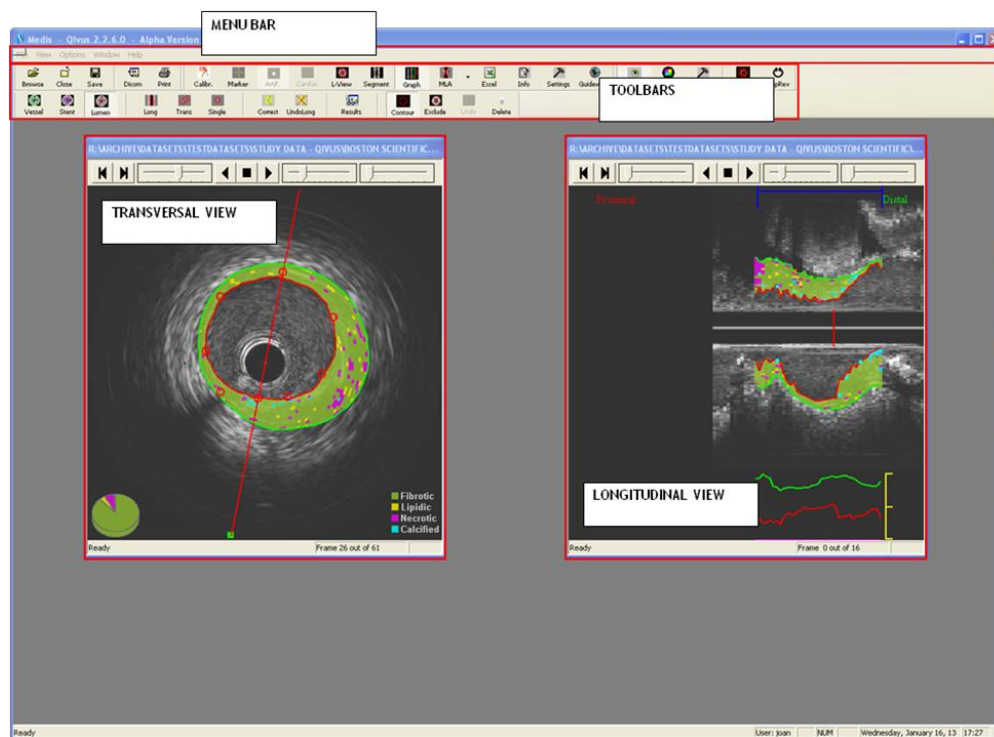 MENU BAR
Medis - QIvus 2.2.6.0 - Alpha Version
View Options Window Help
Browse Close Save Dicom Print Calibr. Marker L-View Segment Graph MLA Excel Info Settings
TOOLBARS
Vessel Stent Lumen Long Trans Single Correct UndoLong Results Contour Exclude Undo Delete
R:\ARCHIVE\DATASETS\TESTDATASETS\STUDY DATA - QIVUS\BOSTON SCIENTIFIC...
TRANSVERSAL VIEW
Fibrotic
Lipidic
Necrotic
Calcified
Ready Frame 26 out of 61
R:\ARCHIVE\DATASETS\TESTDATASETS\STUDY DATA - QIVUS\BOSTON SCIENTIFIC\...
Proximal Distal
LONGITUDINAL VIEW
Ready Frame 0 out of 16
Ready User: joan NUM Wednesday, January 16, 13 17:27